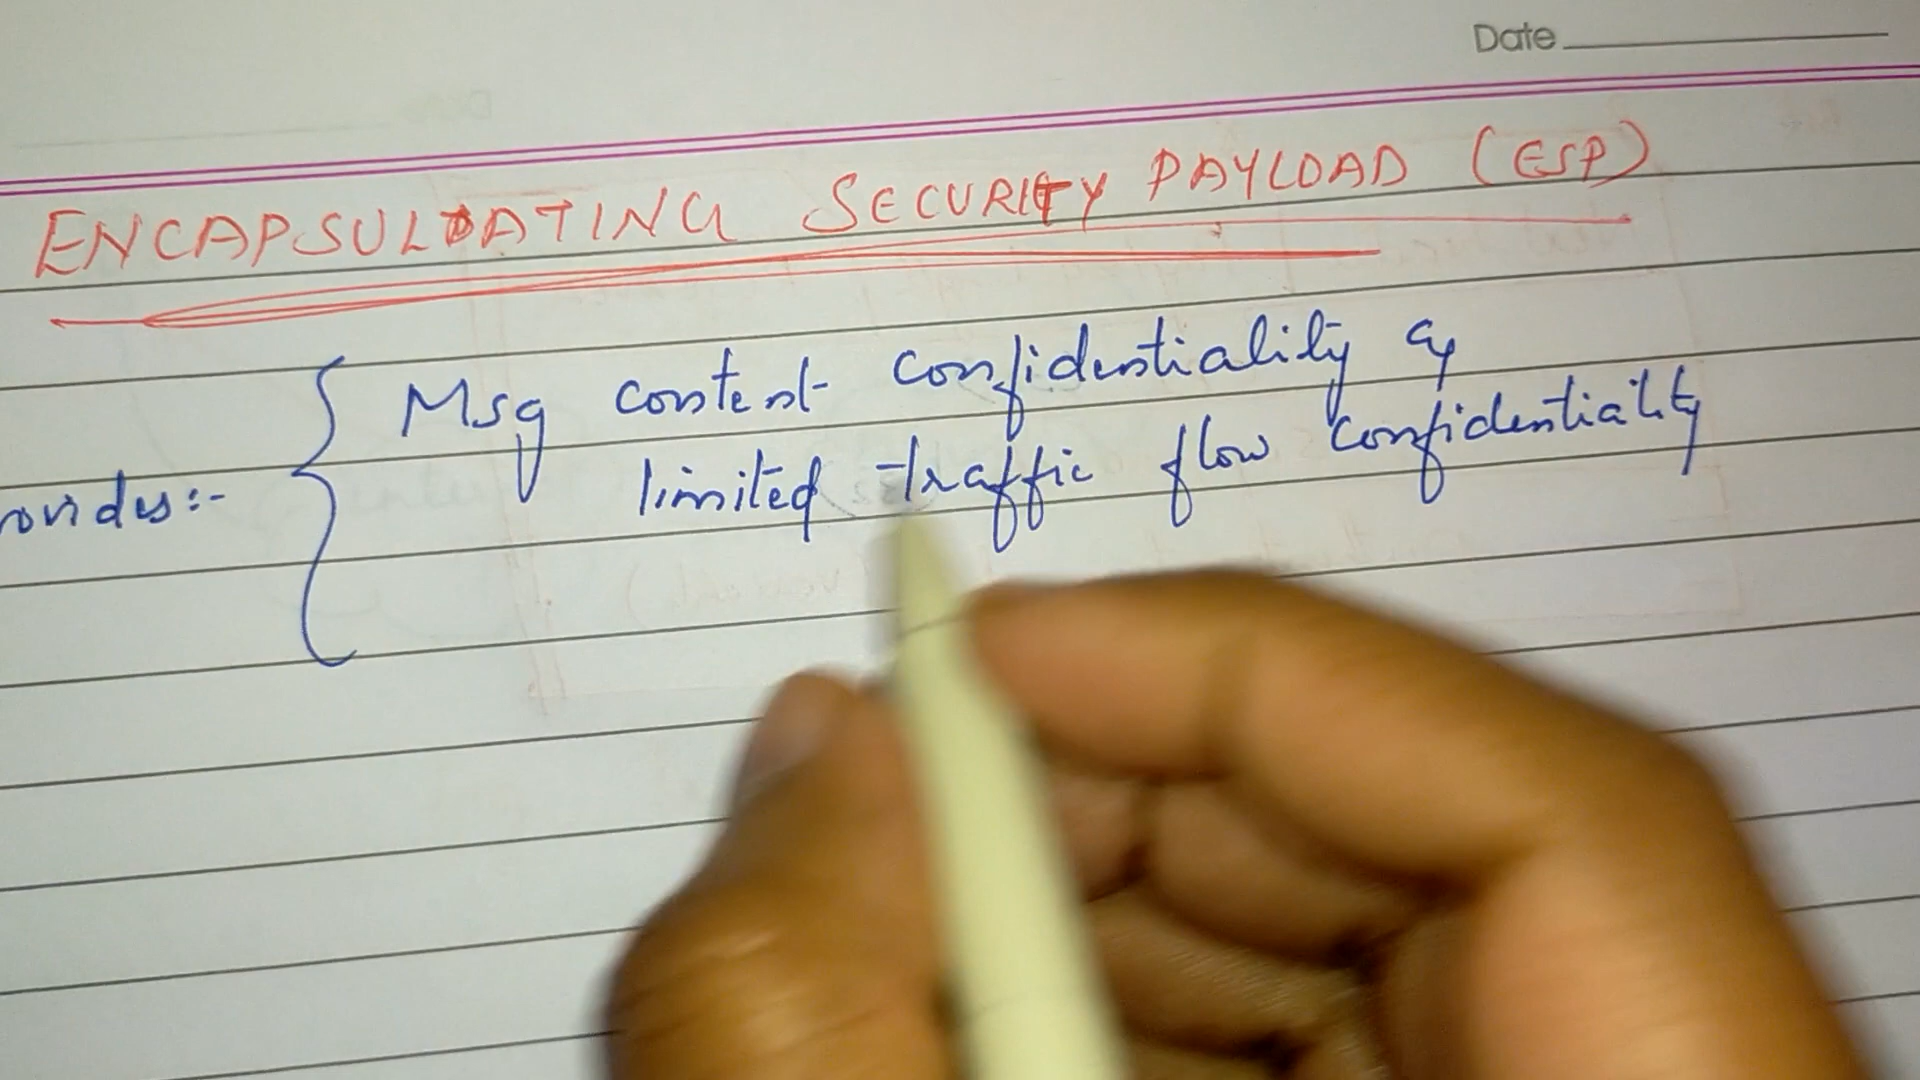 Date
ENCAPSULATING SECURITY PAYLOAD (ESP)
Msg content confidentiality &
ovides:- limited traffic flow confidentiality